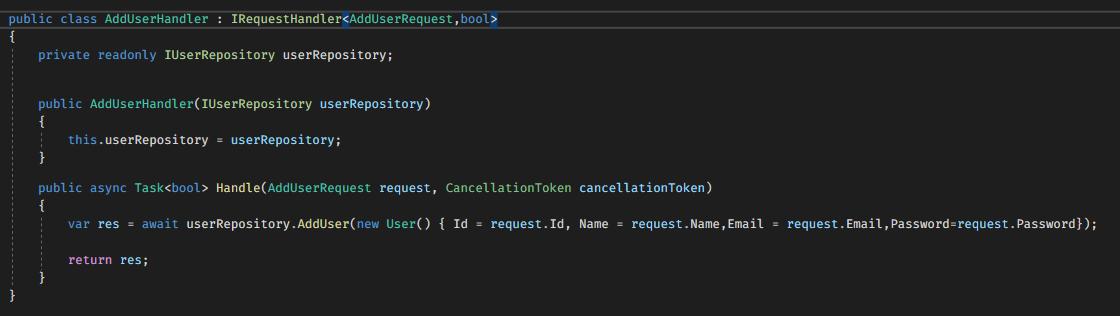 public class AddUserHandler : IRequestHandler<AddUserRequest,bool>
{
private readonly IUserRepository userRepository;
public AddUserHandler(IUserRepository userRepository)
{
this.userRepository = userRepository;
}
public async Task<bool> Handle(AddUserRequest request, CancellationToken cancellationToken)
{
var res = await userRepository.AddUser(new User() { Id = request.Id, Name = request.Name,Email = request.Email,Password=request.Password});
return res;
}
}